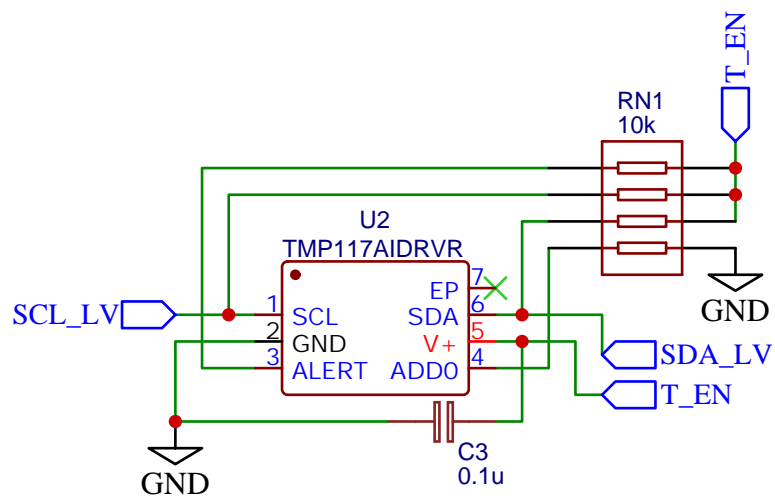 T_EN
RN1
10k
U2
TMP117AIDRVR
7
EP
SCL_LV
1
SCL
SDA
6
GND
2
GND
V+
5
3
ALERT
ADD0
4
SDA_LV
T_EN
C3
0.1u
GND